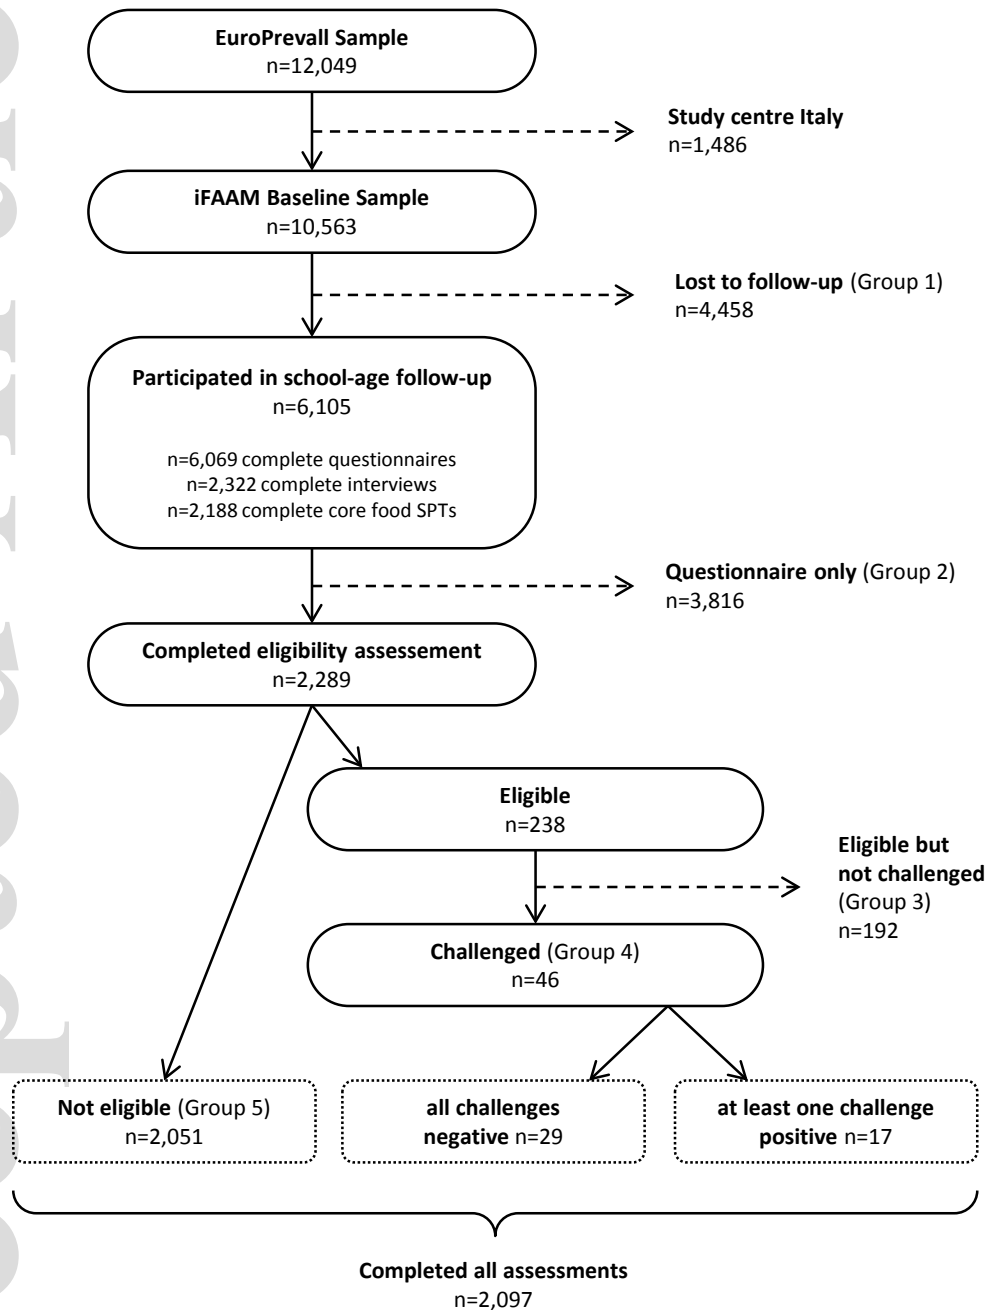 EuroPrevall Sample
n=12,049
Study centre Italy
n=1,486
iFAAM Baseline Sample
n=10,563
Lost to follow-up (Group 1)
n=4,458
Participated in school-age follow-up
n=6,105
n=6,069 complete questionnaires
n=2,322 complete interviews
n=2,188 complete core food SPTs
Questionnaire only (Group 2)
n=3,816
Completed eligibility assessement
n=2,289
Eligible
n=238
Eligible but
not challenged
(Group 3)
n=192
Challenged (Group 4)
n=46
Not eligible (Group 5)
n=2,051
all challenges
negative n=29
at least one challenge
positive n=17
Completed all assessments
n=2,097